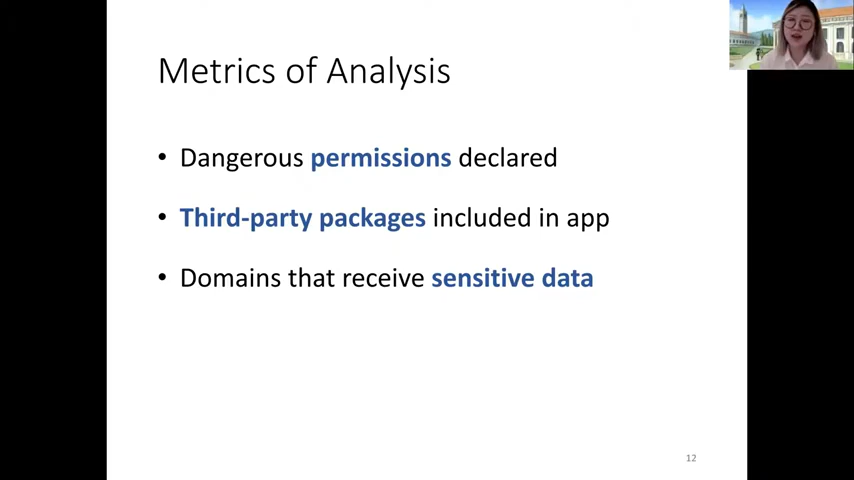 Metrics of Analysis
• Dangerous permissions declared
• Third-party packages included in app
• Domains that receive sensitive data
12